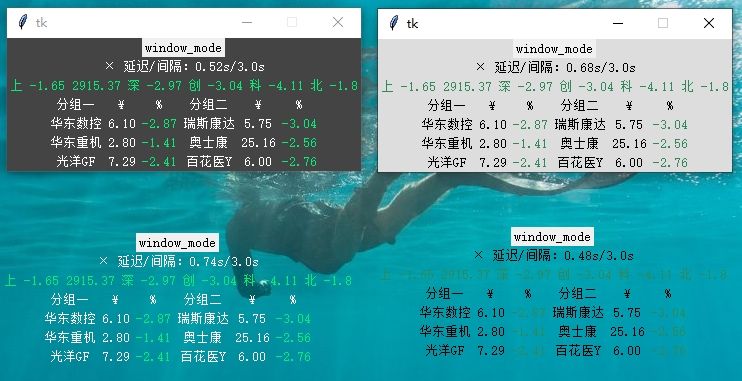 tk
window_mode
× 延迟/间隔: 0.52s/3.0s
上 -1.65 2915.37 深 -2.97 创 -3.04 科 -4.11 北 -1.8
分组一 ¥ % 分组二 ¥ %
华东数控 6.10 -2.87 瑞斯康达 5.75 -3.04
华东重机 2.80 -1.41 奥士康 25.16 -2.56
光洋GF 7.29 -2.41 百花医Y 6.00 -2.76
tk
window_mode
× 延迟/间隔: 0.68s/3.0s
上 -1.65 2915.37 深 -2.97 创 -3.04 科 -4.11 北 -1.8
分组一 ¥ % 分组二 ¥ %
华东数控 6.10 -2.87 瑞斯康达 5.75 -3.04
华东重机 2.80 -1.41 奥士康 25.16 -2.56
光洋GF 7.29 -2.41 百花医Y 6.00 -2.76
window_mode
× 延迟/间隔: 0.74s/3.0s
上 -1.65 2915.37 深 -2.97 创 -3.04 科 -4.11 北 -1.8
分组一 ¥ % 分组二 ¥ %
华东数控 6.10 -2.87 瑞斯康达 5.75 -3.04
华东重机 2.80 -1.41 奥士康 25.16 -2.56
光洋GF 7.29 -2.41 百花医Y 6.00 -2.76
window_mode
× 延迟/间隔: 0.48s/3.0s
上 -1.65 2915.37 深 -2.97 创 -3.04 科 -4.11 北 -1.8
分组一 ¥ % 分组二 ¥ %
华东数控 6.10 -2.87 瑞斯康达 5.75 -3.04
华东重机 2.80 -1.41 奥士康 25.16 -2.56
光洋GF 7.29 -2.41 百花医Y 6.00 -2.76